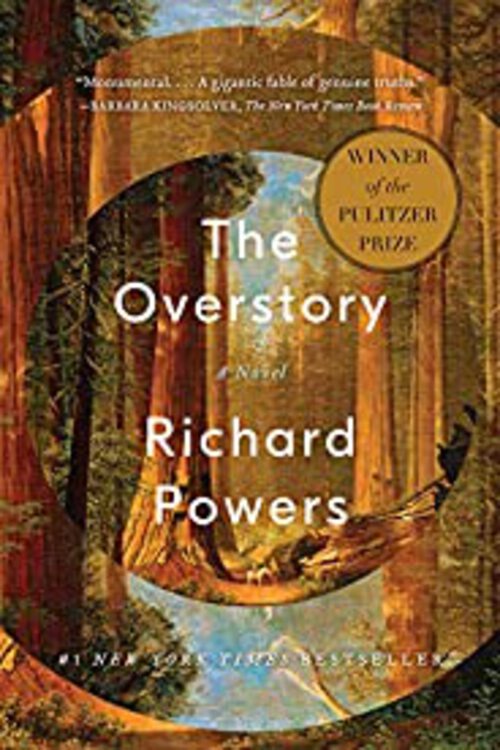 “Monumental. . . . A gigantic fable of genuine truths.”
—BARBARA KINGSOLVER, The New York Times Book Review
WINNER
of the
PULITZER
PRIZE
The
Overstory
a Novel
Richard
Powers
#1 NEW YORK TIMES BESTSELLER